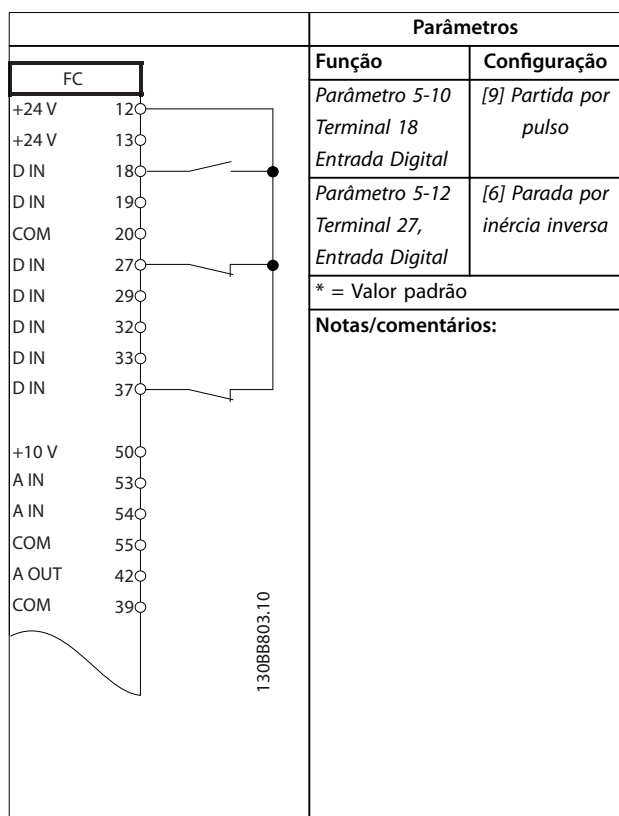 Parâmetros
Função Configuração
Parâmetro 5-10 [9] Partida por
Terminal 18 pulso
Entrada Digital
Parâmetro 5-12 [6] Parada por
Terminal 27, inércia inversa
Entrada Digital
* = Valor padrão
Notas/comentários:
FC
+24 V 12
+24 V 13
D IN 18
D IN 19
COM 20
D IN 27
D IN 29
D IN 32
D IN 33
D IN 37
+10 V 50
A IN 53
A IN 54
COM 55
A OUT 42
COM 39
130BB803.10